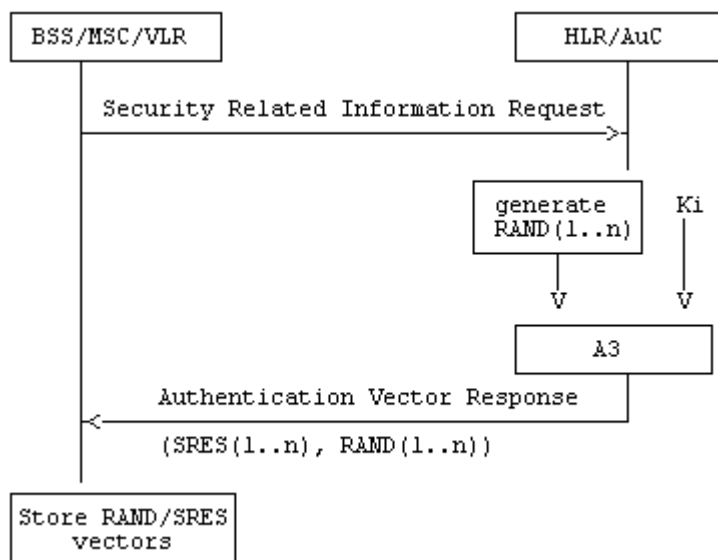 BSS/MSC/VLR
HLR/AuC
Security Related Information Request
generate
RAND(1..n)
Ki
A3
Authentication Vector Response
(SRES(1..n), RAND(1..n))
Store RAND/SRES
vectors